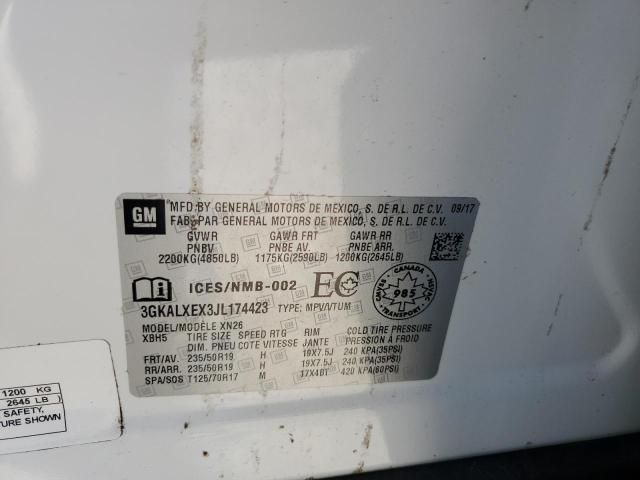 GM
MFD BY GENERAL MOTORS DE MEXICO, S. DE R.L. DE C.V. 09/17
FAB. PAR GENERAL MOTORS DE MEXICO, S. DE R.L. DE C.V.
GVWR GAWR FRT GAWR RR
PNBV PNBE AV. PNBE ARR.
2200KG(4850LB) 1175KG(2590LB) 1200KG(2645LB)
ICES/NMB-002 EC
CANADA
CMVSS 985 NSVAC
TRANSPORT
3GKALXEX3JL174423 TYPE: MPV/VTUM
MODEL/MODÈLE XN26
XBH5 TIRE SIZE SPEED RTG RIM COLD TIRE PRESSURE
DIM. PNEU COTE VITESSE JANTE PRESSION A FROID
FRT/AV. 235/50R19 H 19X7.5J 240 KPA(35PSI)
RR/ARR. 235/50R19 H 19X7.5J 240 KPA(35PSI)
SPA/SOS T125/70R17 M 17X4BT 420 KPA(60PSI)
1200 KG
2645 LB )
SAFETY,
TURE SHOWN